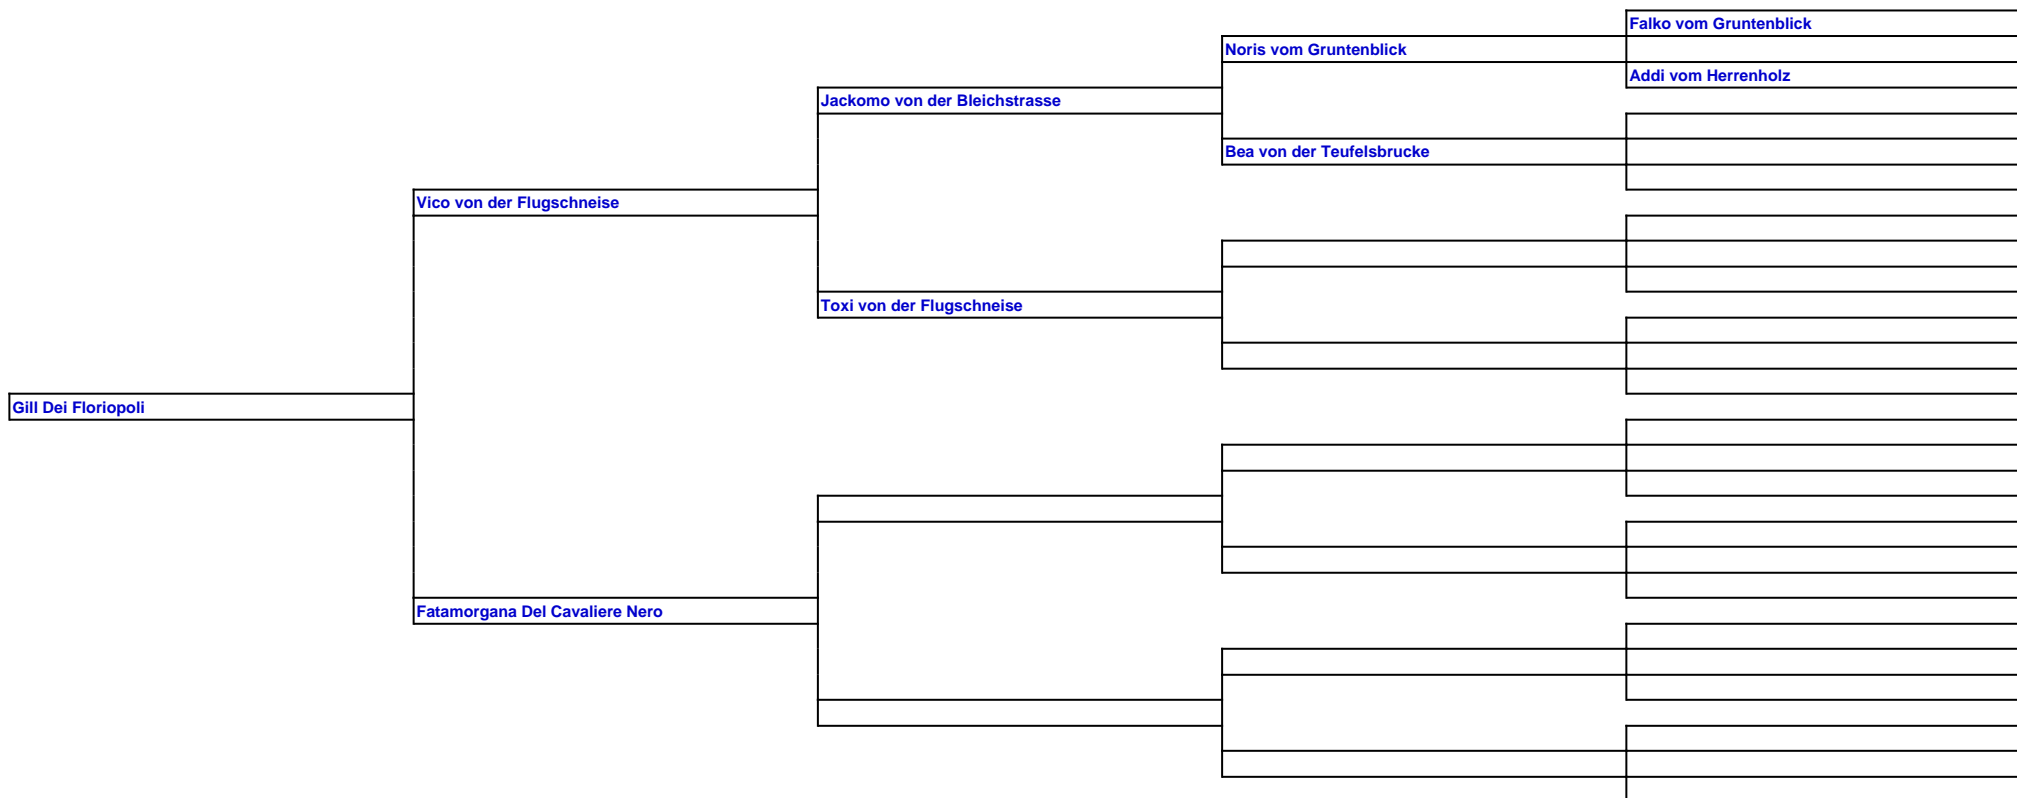 Falko vom Gruntenblick
Noris vom Gruntenblick
Addi vom Herrenholz
Jackomo von der Bleichstrasse
Bea von der Teufelsbrucke
Vico von der Flugschneise
Toxi von der Flugschneise
Gill Dei Floriopoli
Fatamorgana Del Cavaliere Nero